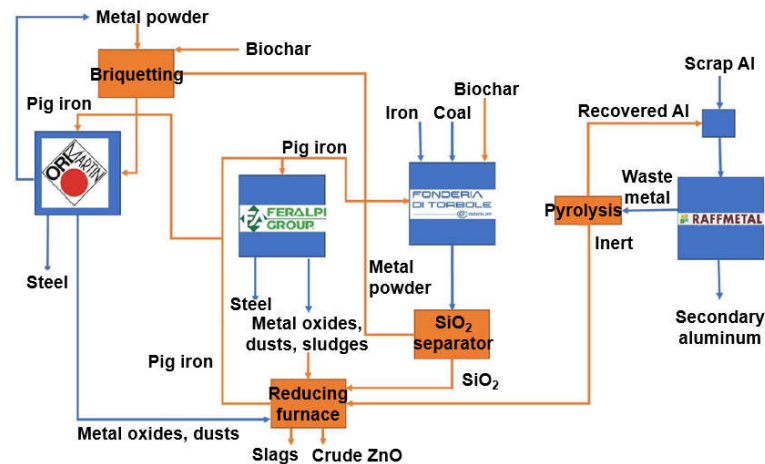 Metal powder
Biochar
Briquetting
Scrap Al
Pig iron
Iron
Coal
Biochar
Recovered Al
ORI
MARTIN
Pig iron
FERALPI
GROUP
FONDERIA
DI TORBOLE
Waste
metal
Pyrolysis
RAFFMETAL
Inert
Steel
Steel
Metal
powder
Metal oxides,
dusts, sludges
SiO₂
separator
Secondary
aluminum
Pig iron
SiO₂
Reducing
furnace
Metal oxides, dusts
Slags
Crude ZnO